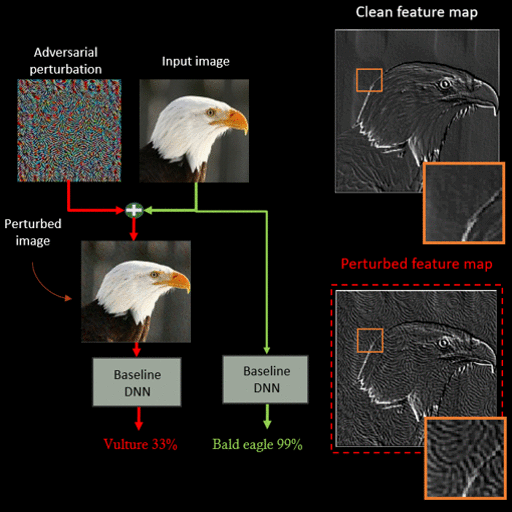 Clean feature map
Adversarial
perturbation
Input image
Perturbed
image
Perturbed feature map
Baseline
DNN
Baseline
DNN
Vulture 33%
Bald eagle 99%